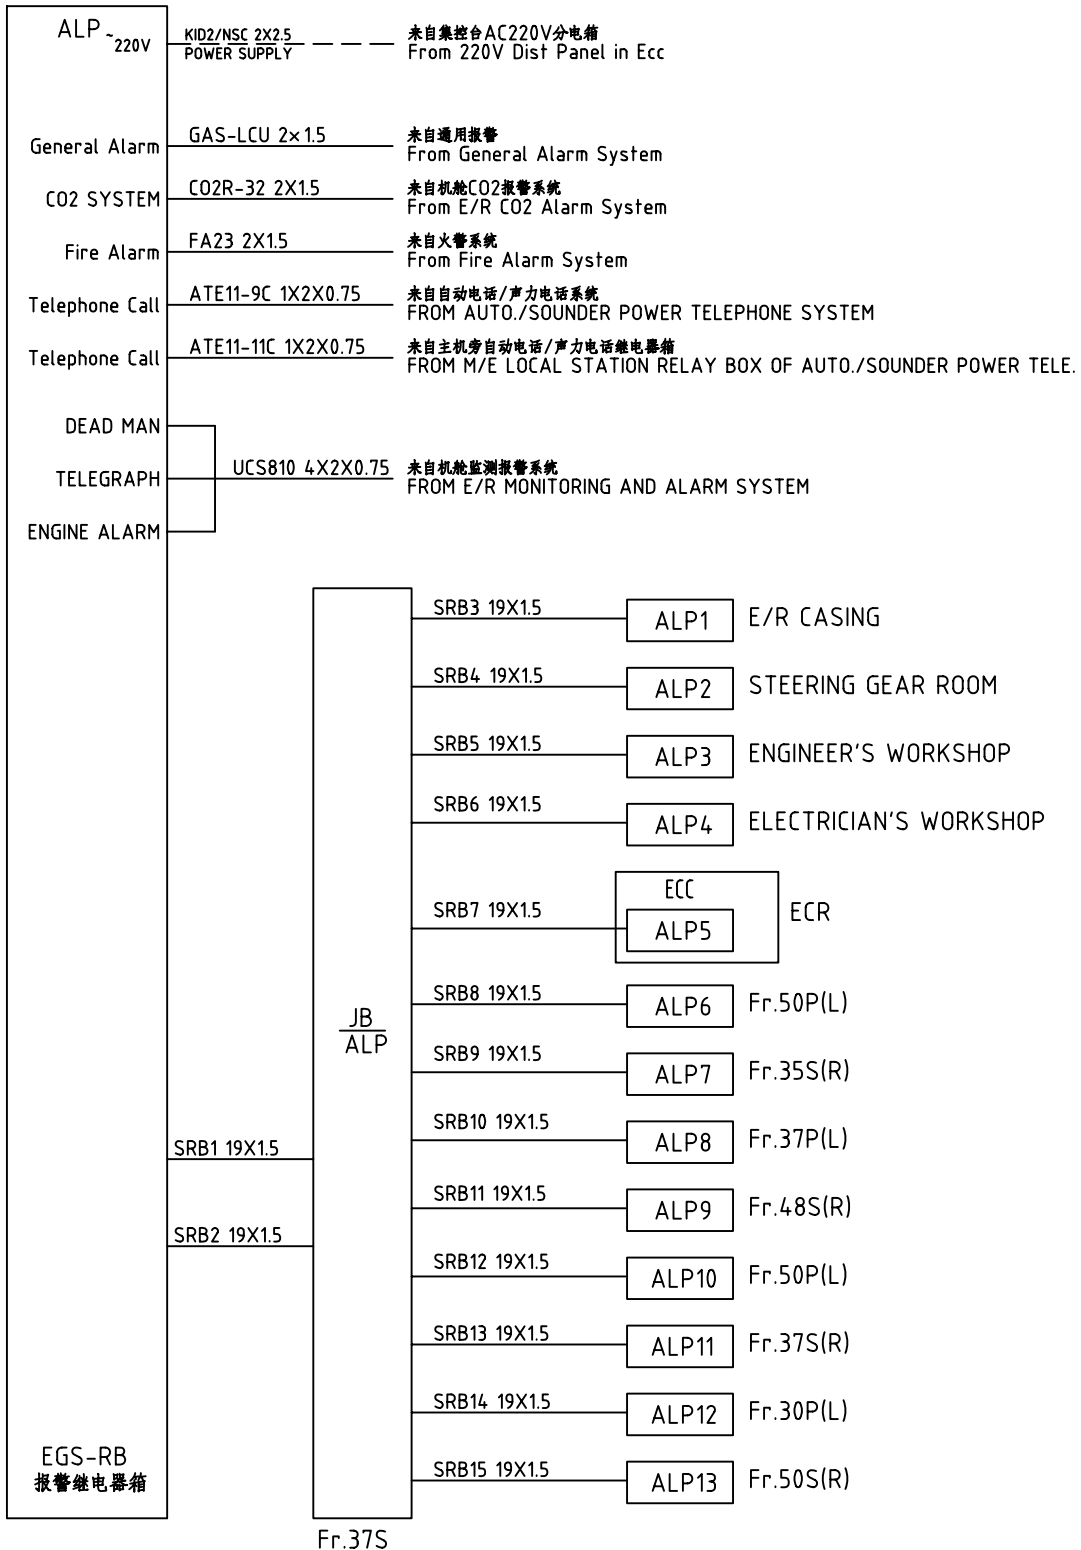 ALP ~220V
KID2/NSC 2X2.5
POWER SUPPLY
来自集控台AC220V分电箱
From 220V Dist Panel in Ecc
General Alarm
GAS-LCU 2×1.5
来自通用报警
From General Alarm System
CO2 SYSTEM
CO2R-32 2X1.5
来自机舱CO2报警系统
From E/R CO2 Alarm System
Fire Alarm
FA23 2X1.5
来自火警系统
From Fire Alarm System
Telephone Call
ATE11-9C 1X2X0.75
来自自动电话/声力电话系统
FROM AUTO./SOUNDER POWER TELEPHONE SYSTEM
Telephone Call
ATE11-11C 1X2X0.75
来自主机旁自动电话/声力电话继电器箱
FROM M/E LOCAL STATION RELAY BOX OF AUTO./SOUNDER POWER TELE.
DEAD MAN
TELEGRAPH
UCS810 4X2X0.75
来自机舱监测报警系统
FROM E/R MONITORING AND ALARM SYSTEM
ENGINE ALARM
SRB3 19X1.5
ALP1
E/R CASING
SRB4 19X1.5
ALP2
STEERING GEAR ROOM
SRB5 19X1.5
ALP3
ENGINEER'S WORKSHOP
SRB6 19X1.5
ALP4
ELECTRICIAN'S WORKSHOP
ECC
SRB7 19X1.5
ALP5
ECR
SRB8 19X1.5
ALP6
Fr.50P(L)
JB
ALP
SRB9 19X1.5
ALP7
Fr.35S(R)
SRB10 19X1.5
ALP8
Fr.37P(L)
SRB1 19X1.5
SRB11 19X1.5
ALP9
Fr.48S(R)
SRB2 19X1.5
SRB12 19X1.5
ALP10
Fr.50P(L)
SRB13 19X1.5
ALP11
Fr.37S(R)
SRB14 19X1.5
ALP12
Fr.30P(L)
EGS-RB
报警继电器箱
SRB15 19X1.5
ALP13
Fr.50S(R)
Fr.37S